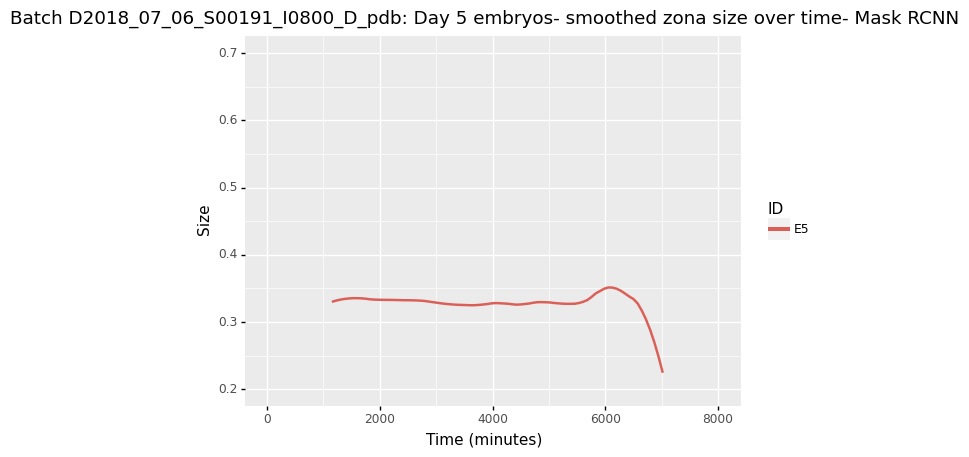 Batch D2018_07_06_S00191_I0800_D_pdb: Day 5 embryos- smoothed zona size over time- Mask RCNN
0.7
0.6
0.5
0.4
0.3
0.2
Size
0 2000 4000 6000 8000
Time (minutes)
ID
E5